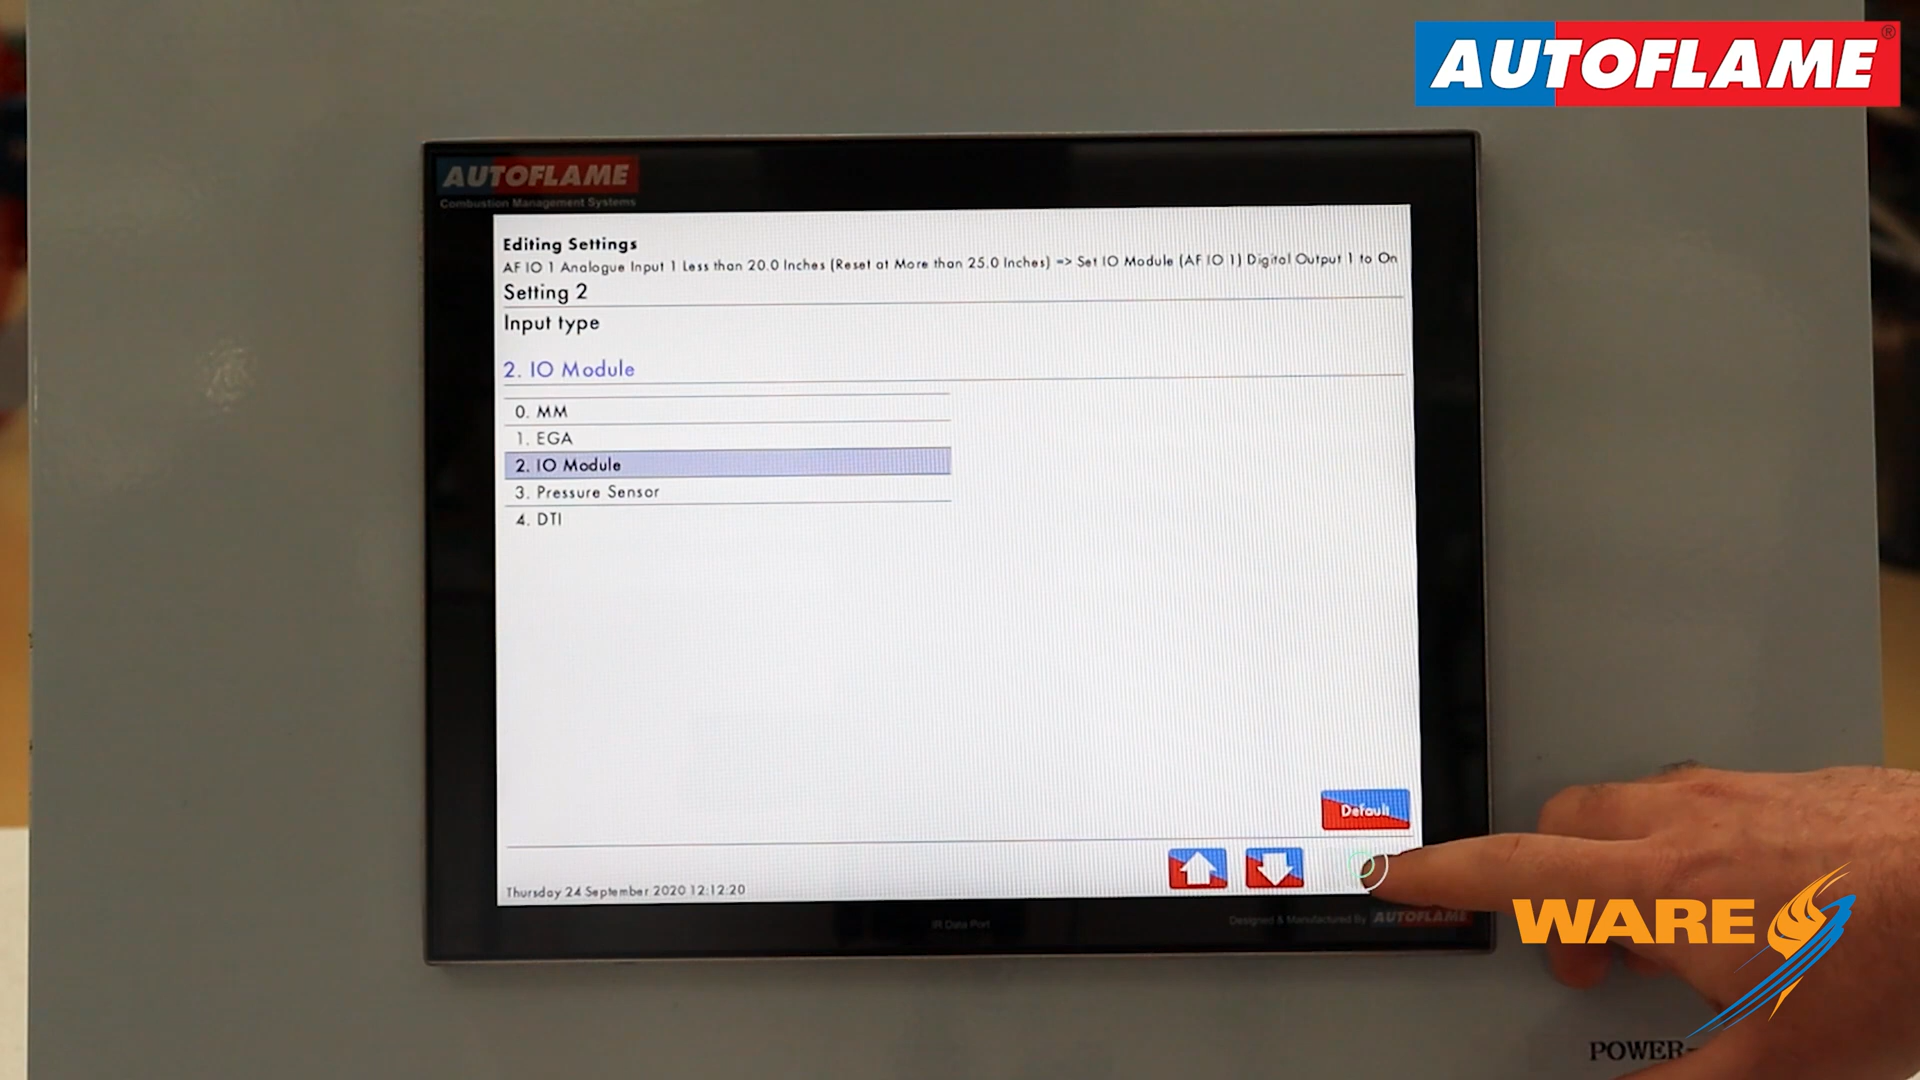 AUTOFLAME®
AUTOFLAME
Combustion Management Systems
Editing Settings
AF IO 1 Analogue Input 1 Less than 20.0 Inches (Reset at More than 25.0 Inches) => Set IO Module (AF IO 1) Digital Output 1 to On
Setting 2
Input type
2. IO Module
0. MM
1. EGA
2. IO Module
3. Pressure Sensor
4. DTI
Default
Thursday 24 September 2020 12:12:20
IR Data Port
Designed & Manufactured By AUTOFLAME
WARE
POWER-